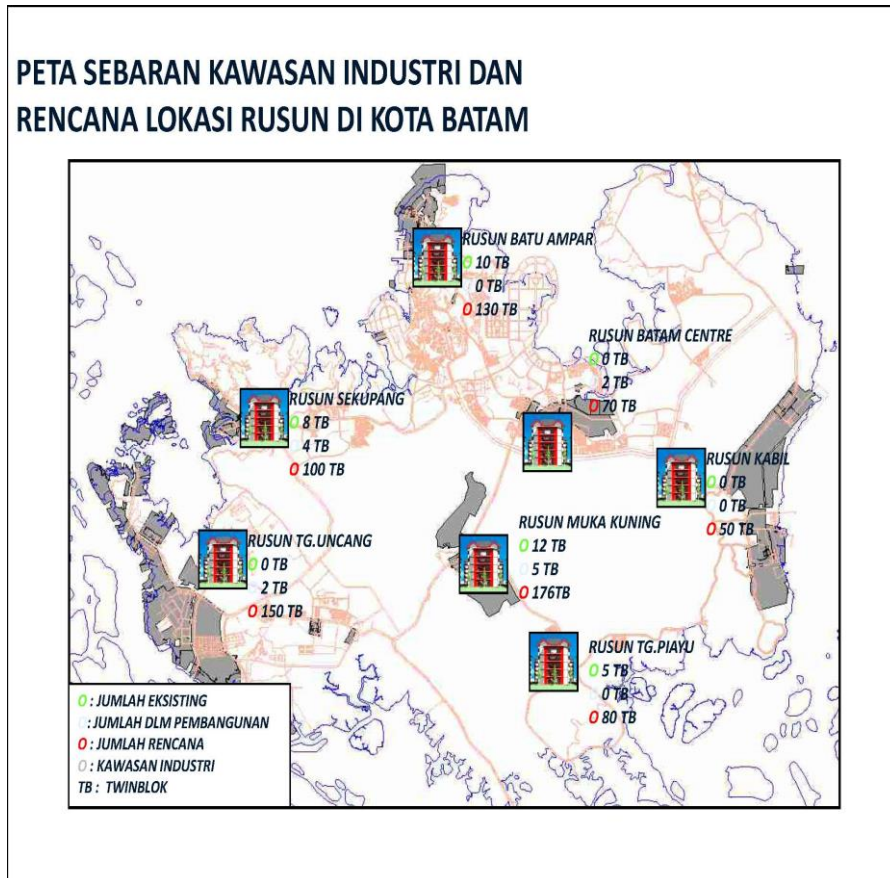 PETA SEBARAN KAWASAN INDUSTRI DAN
RENCANA LOKASI RUSUN DI KOTA BATAM
RUSUN BATU AMPAR
10 TB
0 TB
130 TB
RUSUN BATAM CENTRE
0 TB
2 TB
70 TB
RUSUN SEKUPANG
8 TB
4 TB
100 TB
RUSUN KABIL
0 TB
0 TB
50 TB
RUSUN TG.UNCANG
0 TB
2 TB
150 TB
RUSUN MUKA KUNING
12 TB
5 TB
176TB
RUSUN TG.PIAYU
5 TB
0 TB
80 TB
: JUMLAH EKSISTING
: JUMLAH DLM PEMBANGUNAN
: JUMLAH RENCANA
: KAWASAN INDUSTRI
TB : TWINBLOK